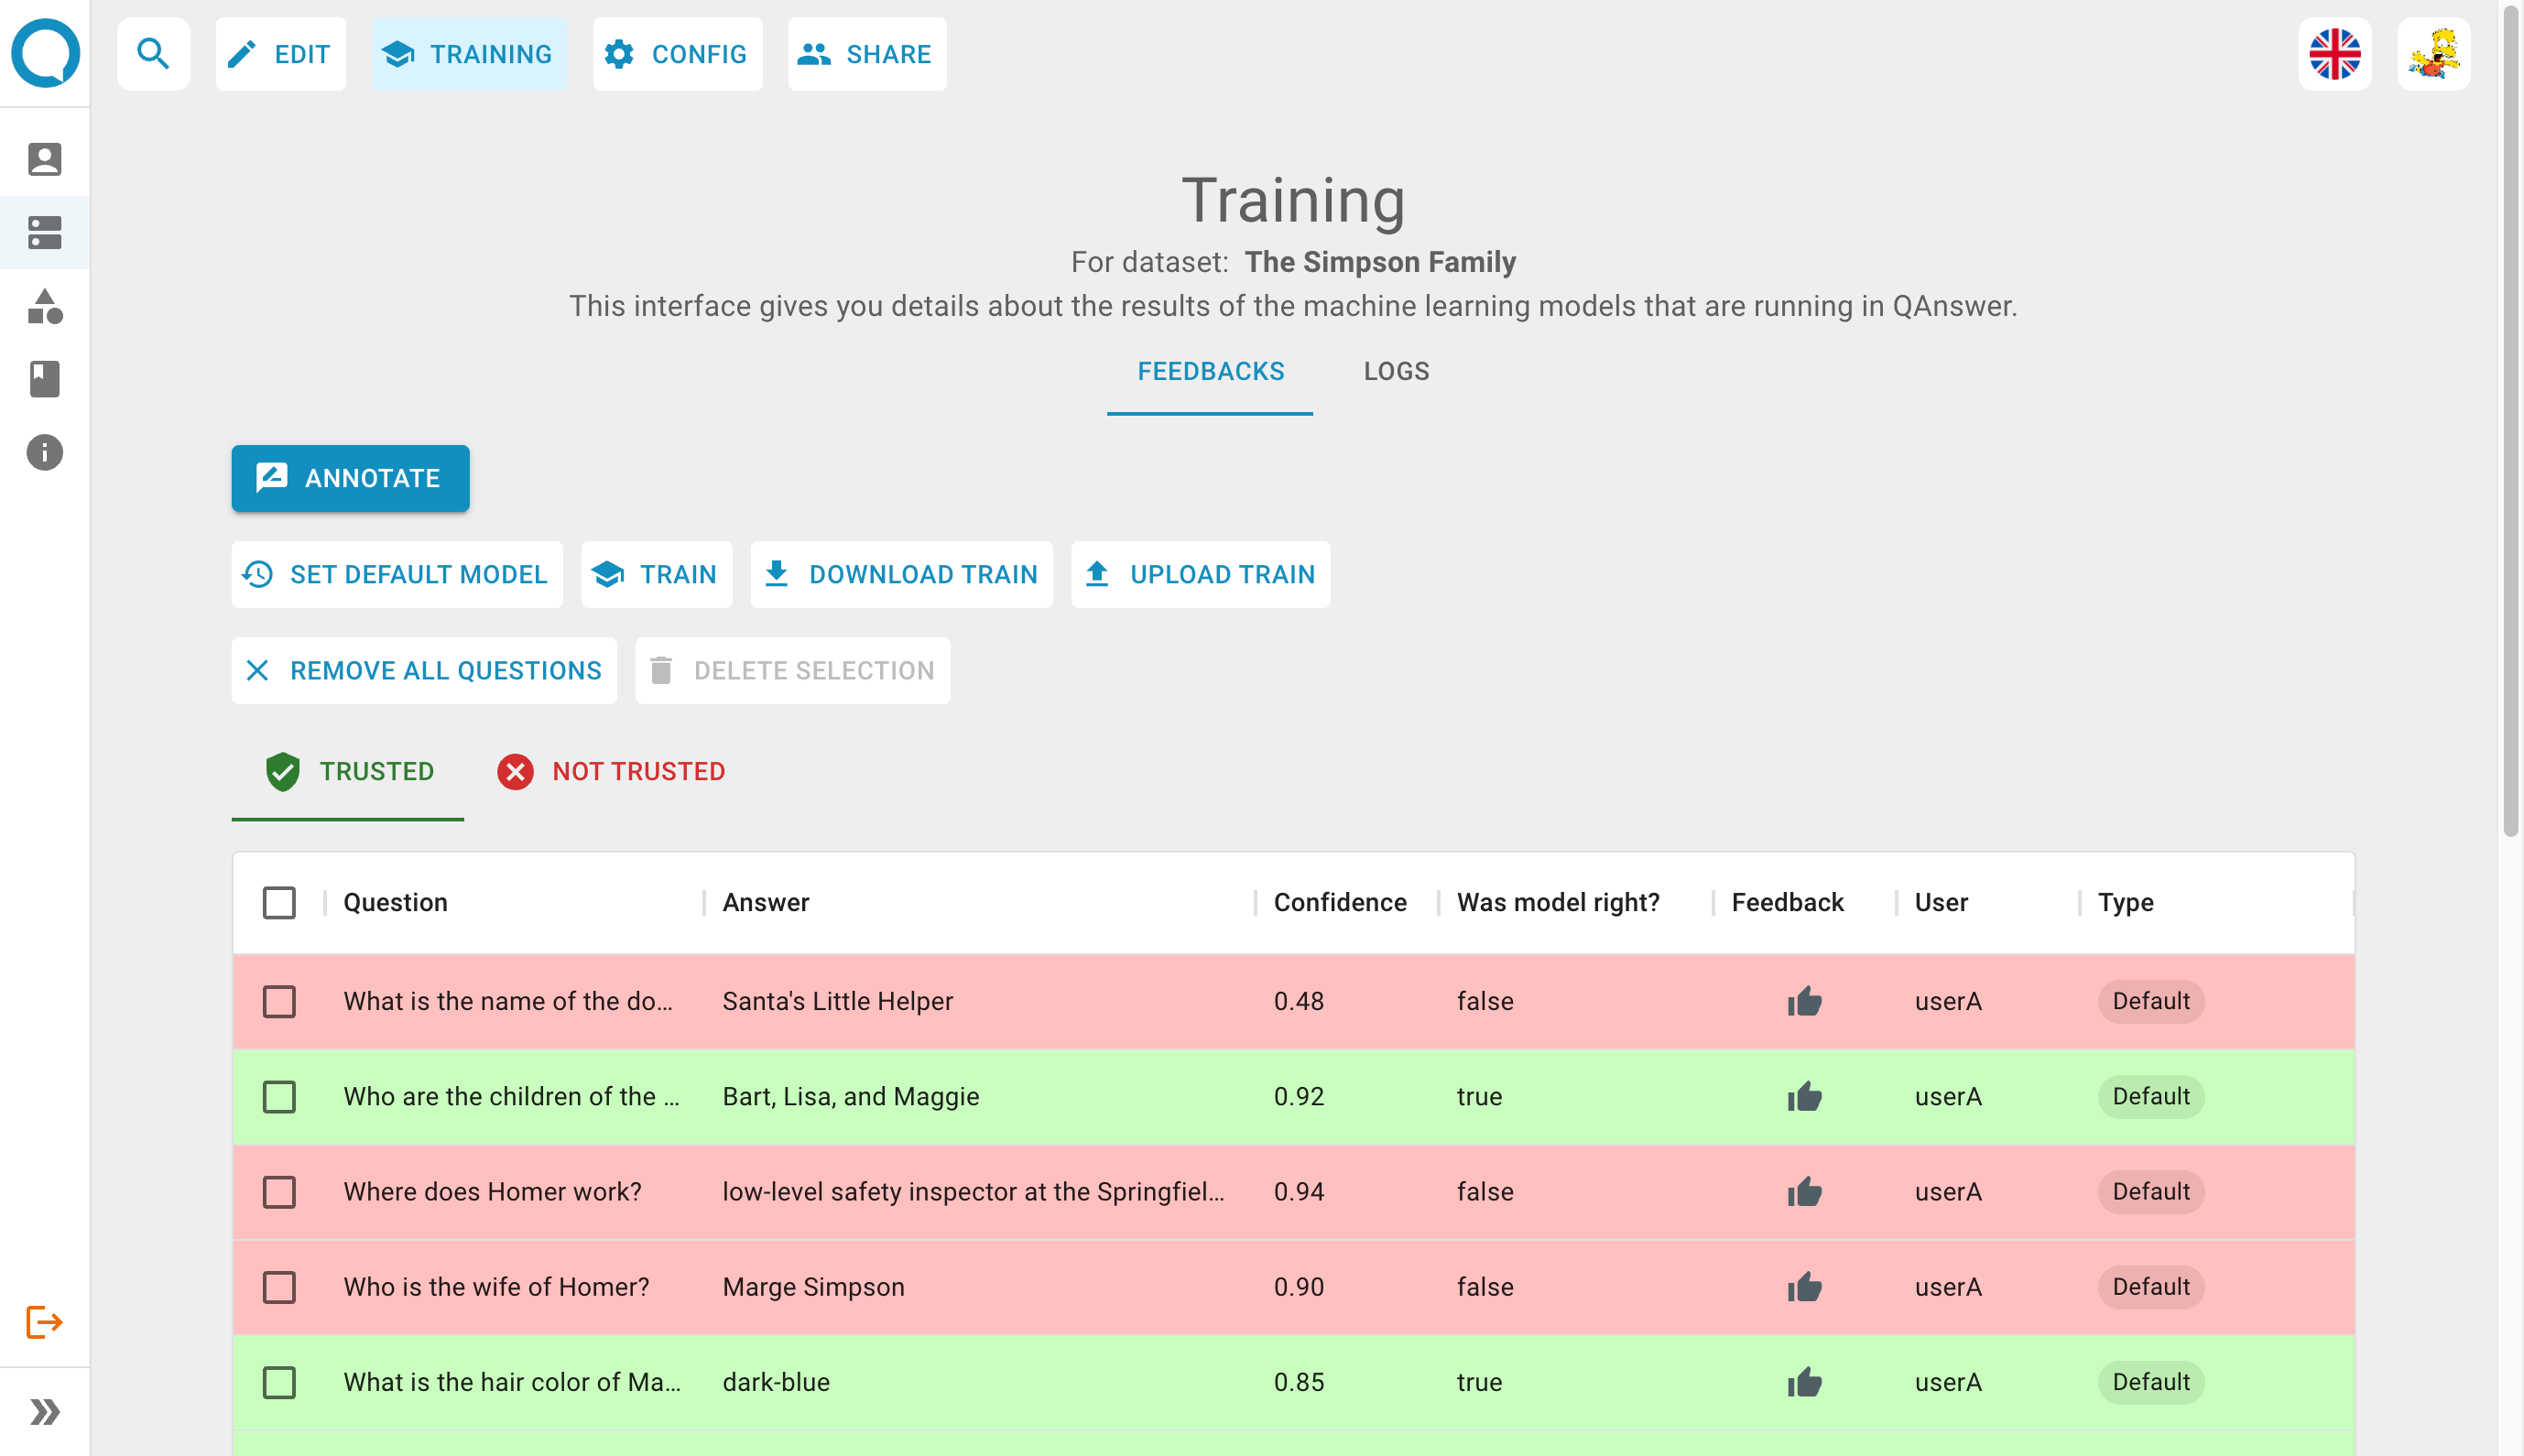 EDIT TRAINING CONFIG SHARE
Training
For dataset: The Simpson Family
This interface gives you details about the results of the machine learning models that are running in QAnswer.
FEEDBACKS LOGS
ANNOTATE
SET DEFAULT MODEL TRAIN DOWNLOAD TRAIN UPLOAD TRAIN
REMOVE ALL QUESTIONS DELETE SELECTION
TRUSTED NOT TRUSTED
Question Answer Confidence Was model right? Feedback User Type
What is the name of the do... Santa's Little Helper 0.48 false userA Default
Who are the children of the ... Bart, Lisa, and Maggie 0.92 true userA Default
Where does Homer work? low-level safety inspector at the Springfiel... 0.94 false userA Default
Who is the wife of Homer? Marge Simpson 0.90 false userA Default
What is the hair color of Ma... dark-blue 0.85 true userA Default